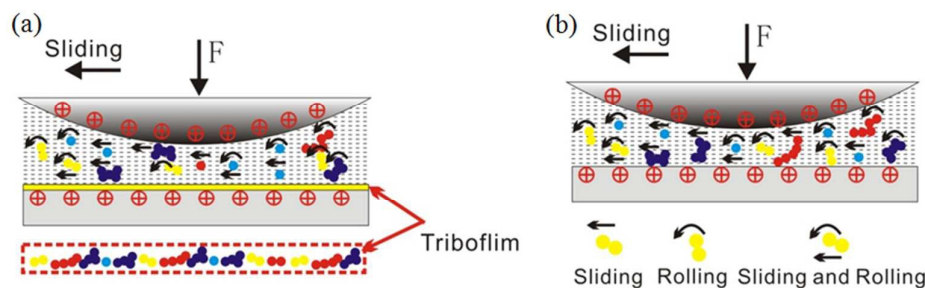 (a)
Sliding
F
Triboflim
(b)
Sliding
F
Sliding Rolling Sliding and Rolling